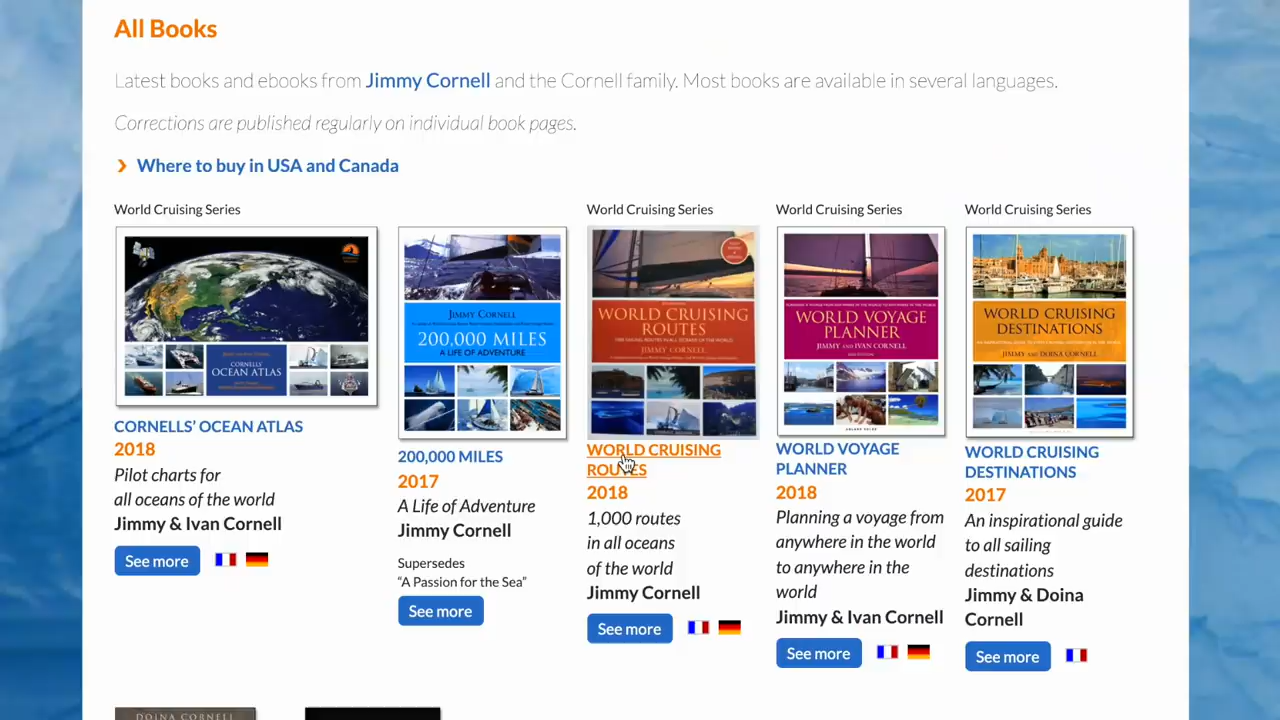 All Books
Latest books and ebooks from Jimmy Cornell and the Cornell family. Most books are available in several languages.
Corrections are published regularly on individual book pages.
Where to buy in USA and Canada
World Cruising Series
CORNELL'S
OCEAN ATLAS
CORNELLS’ OCEAN ATLAS
2018
Pilot charts for
all oceans of the world
Jimmy & Ivan Cornell
See more
JIMMY CORNELL
200,000 MILES
A LIFE OF ADVENTURE
200,000 MILES
2017
A Life of Adventure
Jimmy Cornell
Supersedes
“A Passion for the Sea”
See more
World Cruising Series
WORLD CRUISING
ROUTES
JIMMY CORNELL
WORLD CRUISING
ROUTES
2018
1,000 routes
in all oceans
of the world
Jimmy Cornell
See more
World Cruising Series
WORLD VOYAGE
PLANNER
JIMMY AND IVAN CORNELL
WORLD VOYAGE
PLANNER
2018
Planning a voyage from
anywhere in the world
to anywhere in the
world
Jimmy & Ivan Cornell
See more
World Cruising Series
WORLD CRUISING
DESTINATIONS
JIMMY AND DOINA CORNELL
WORLD CRUISING
DESTINATIONS
2017
An inspirational guide
to all sailing
destinations
Jimmy & Doina
Cornell
See more
DOINA CORNELL